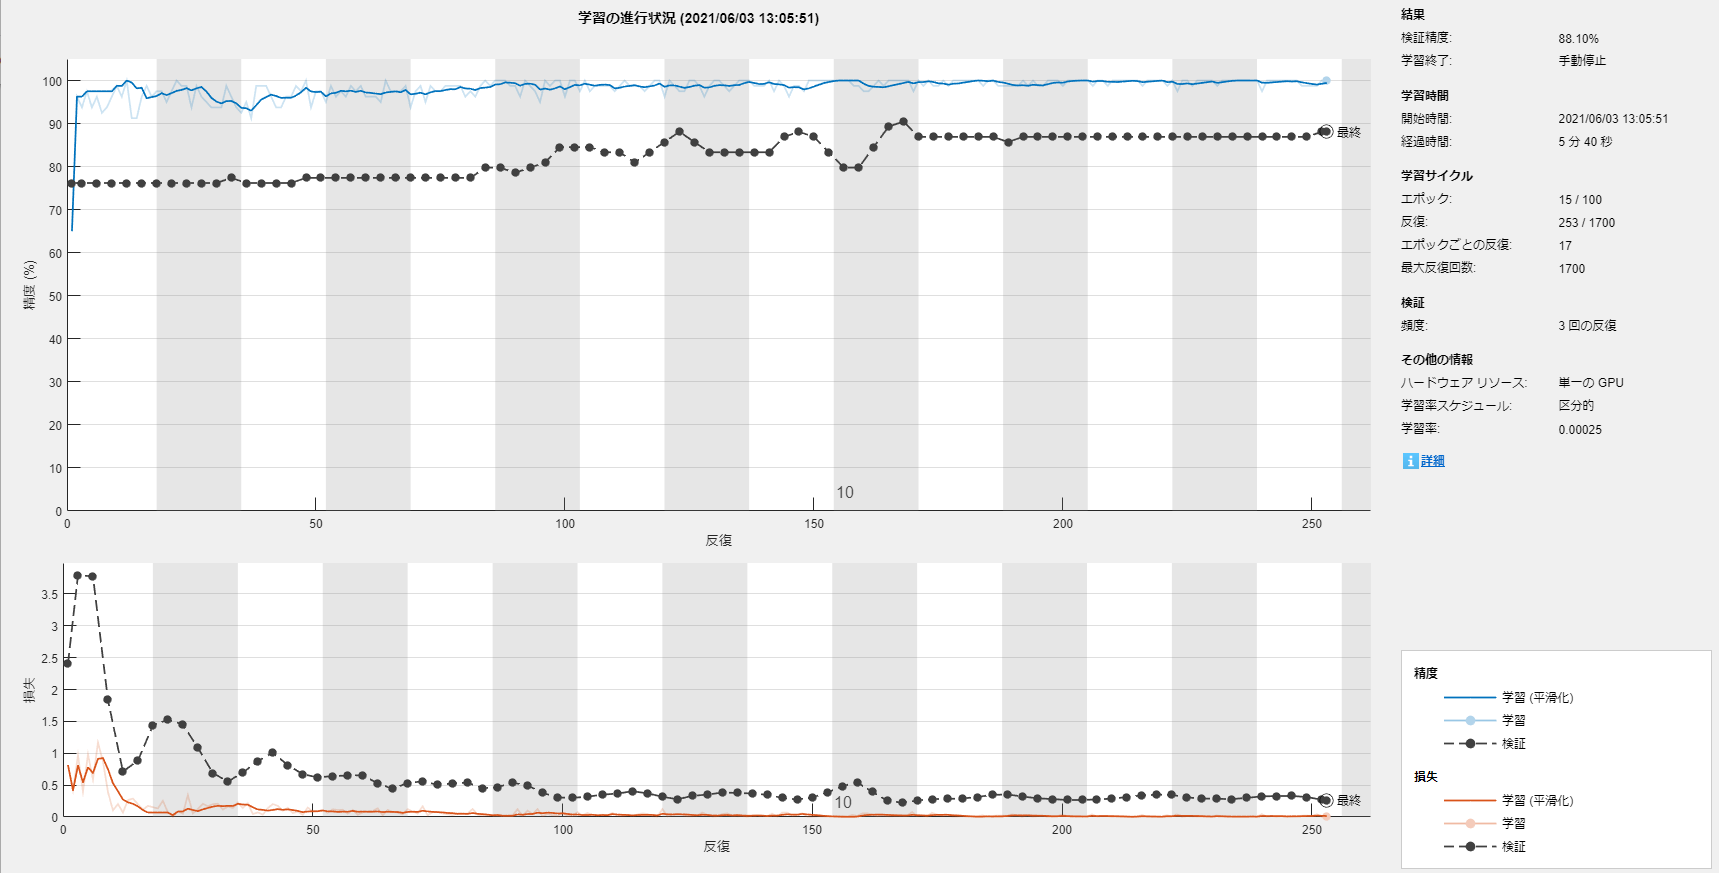 学習の進行状況 (2021/06/03 13:05:51)
精度 (%)
100
90
80
70
60
50
40
30
20
10
0
最終
10
0
50
100
150
200
250
反復
損失
3.5
3
2.5
2
1.5
1
0.5
0
最終
10
0
50
100
150
200
250
反復
結果
検証精度: 88.10%
学習終了: 手動停止
学習時間
開始時間: 2021/06/03 13:05:51
経過時間: 5 分 40 秒
学習サイクル
エポック: 15 / 100
反復: 253 / 1700
エポックごとの反復: 17
最大反復回数: 1700
検証
頻度: 3 回の反復
その他の情報
ハードウェア リソース: 単一の GPU
学習率スケジュール: 区分的
学習率: 0.00025
i 詳細
精度
学習 (平滑化)
学習
検証
損失
学習 (平滑化)
学習
検証